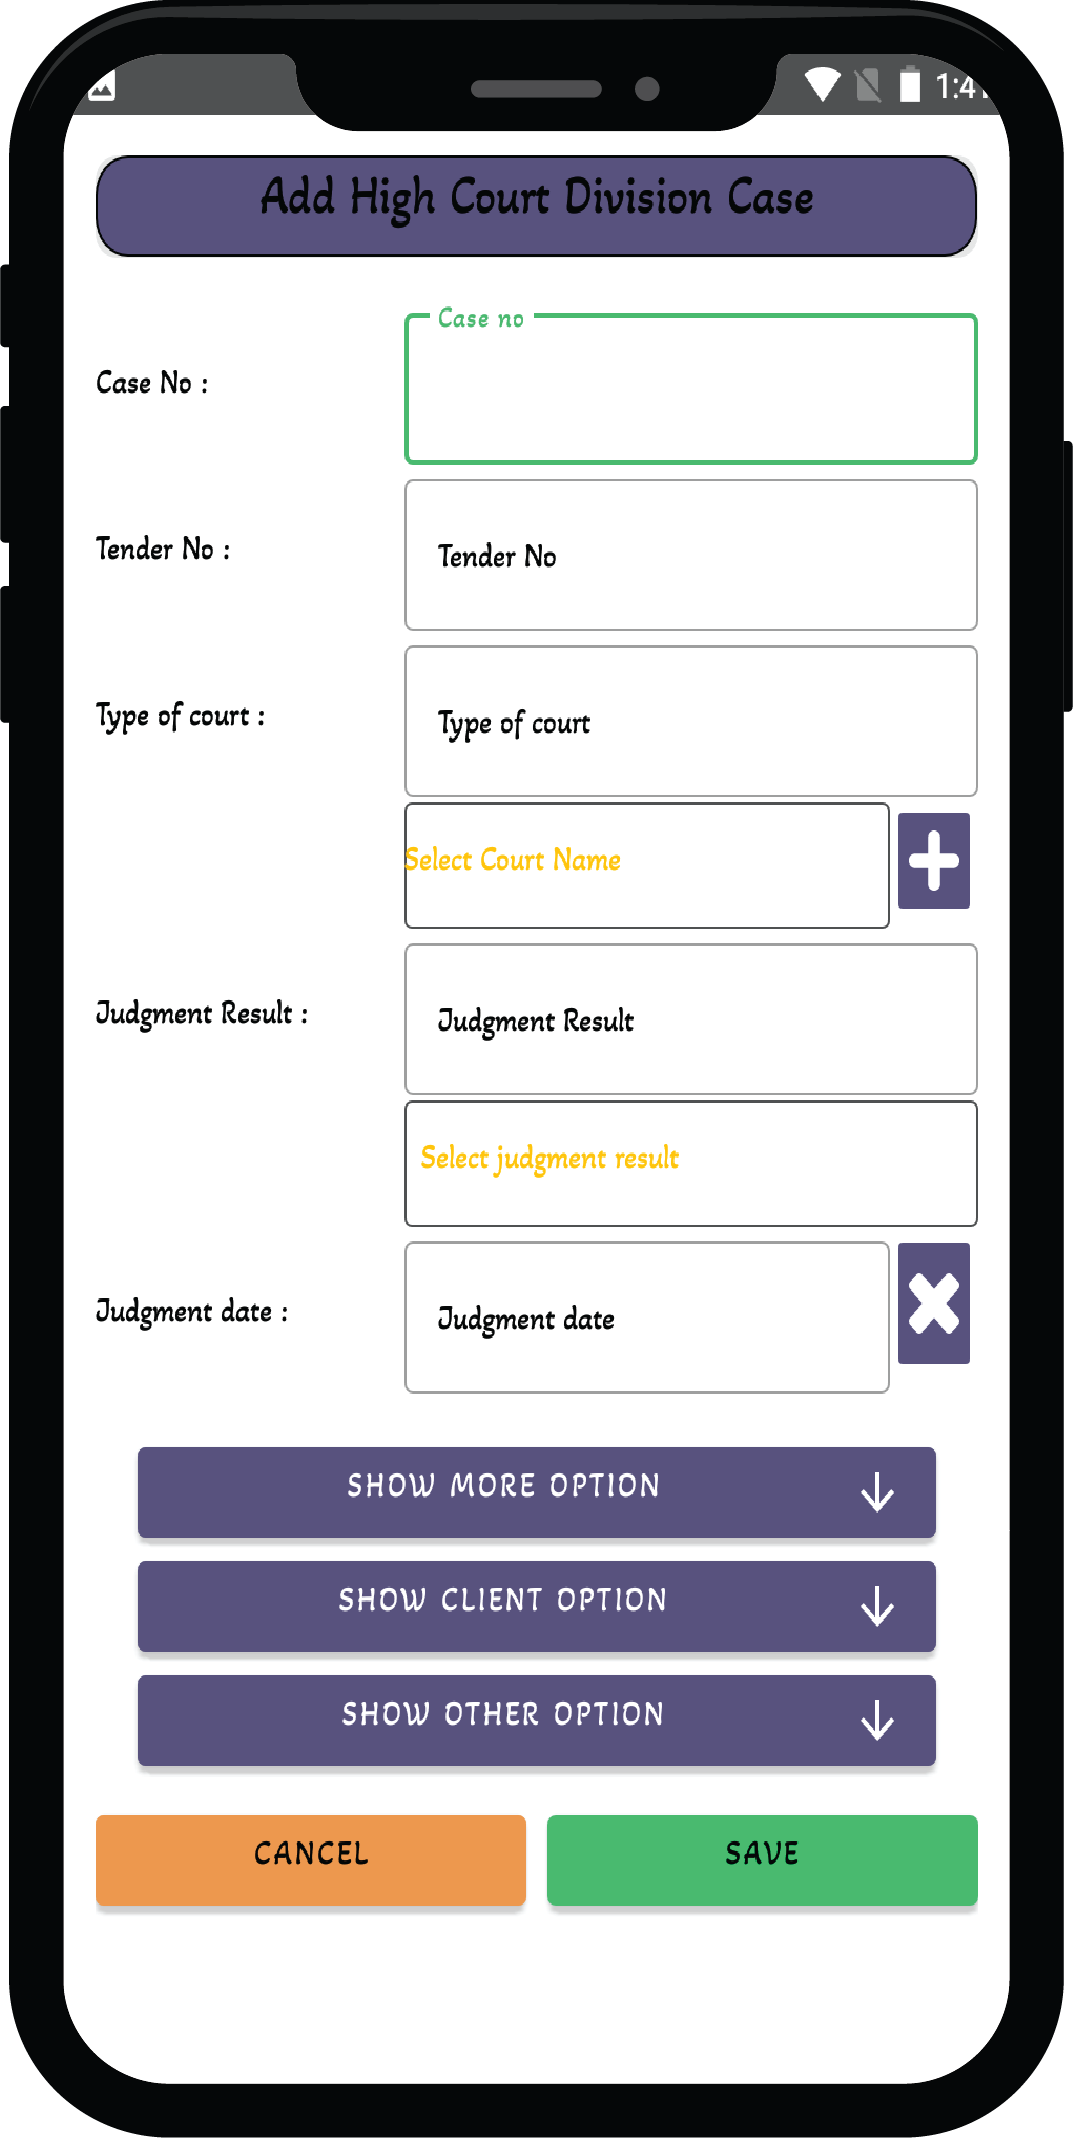 Add High Court Division Case
Case no
Case No :
Tender No :
Tender No
Type of court :
Type of court
Select Court Name
Judgment Result :
Judgment Result
Select judgment result
Judgment date :
Judgment date
SHOW MORE OPTION
SHOW CLIENT OPTION
SHOW OTHER OPTION
CANCEL
SAVE